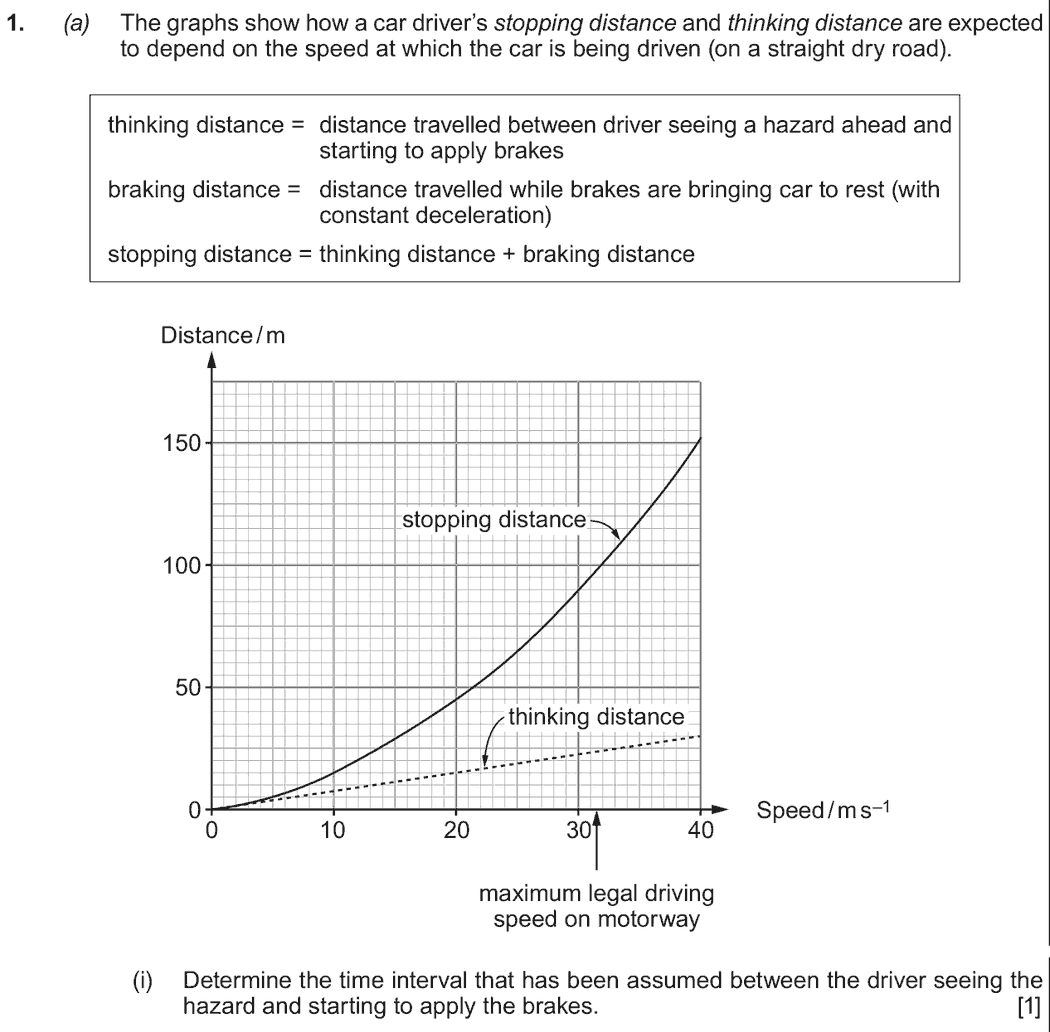 1. (a) The graphs show how a car driver's stopping distance and thinking distance are expected
to depend on the speed at which the car is being driven (on a straight dry road).
thinking distance = distance travelled between driver seeing a hazard ahead and
starting to apply brakes
braking distance = distance travelled while brakes are bringing car to rest (with
constant deceleration)
stopping distance = thinking distance + braking distance
Distance/m
150
stopping distance
100
50
thinking distance
0
Speed/m s⁻¹
0 10 20 30 40
maximum legal driving
speed on motorway
(i) Determine the time interval that has been assumed between the driver seeing the
hazard and starting to apply the brakes. [1]